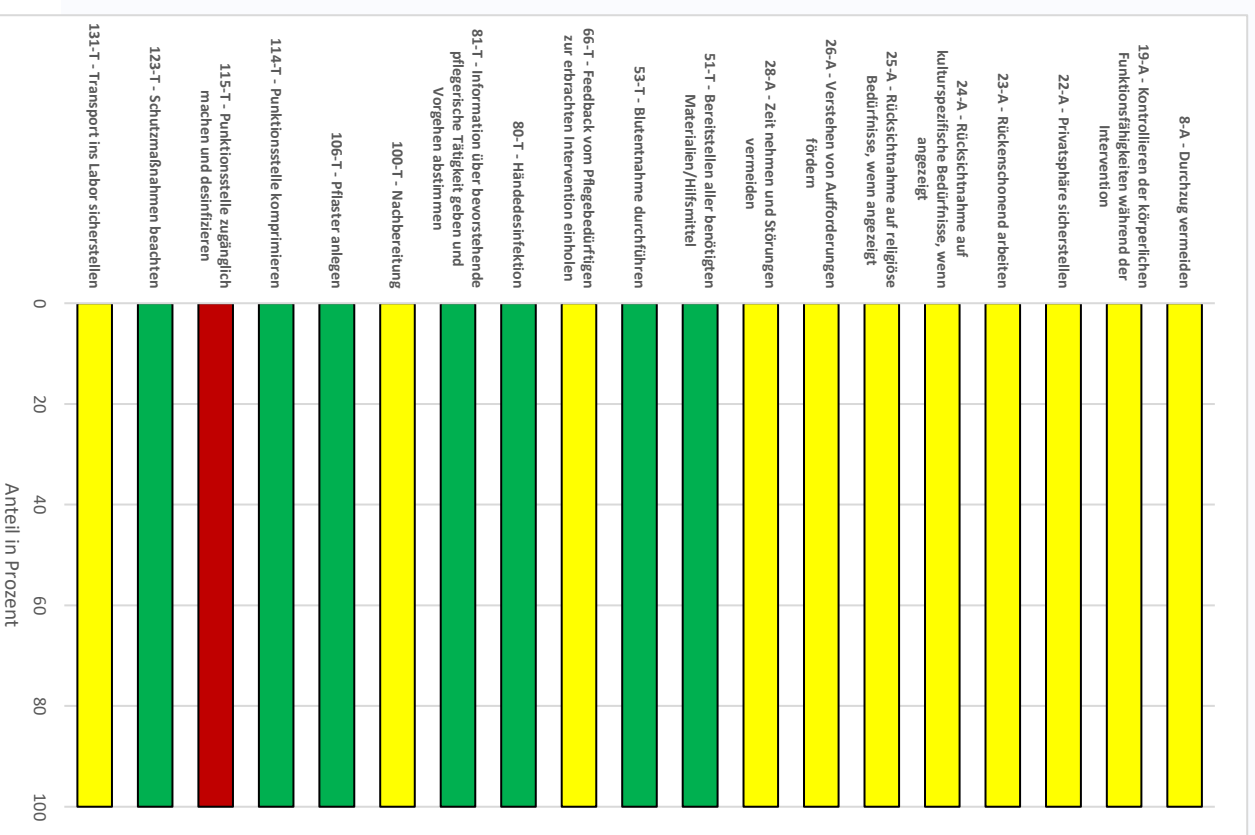 8-A - Durchzug vermeiden
19-A - Kontrollieren der körperlichen
Funktionsfähigkeiten während der
Intervention
22-A - Privatsphäre sicherstellen
23-A - Rückenschonend arbeiten
24-A - Rücksichtnahme auf
kulturspezifische Bedürfnisse, wenn
angezeigt
25-A - Rücksichtnahme auf religiöse
Bedürfnisse, wenn angezeigt
26-A - Verstehen von Aufforderungen
fördern
28-A - Zeit nehmen und Störungen
vermeiden
51-T - Bereitstellen aller benötigten
Materialien/Hilfsmittel
53-T - Blutentnahme durchführen
66-T - Feedback vom Pflegebedürftigen
zur erbrachten Intervention einholen
80-T - Händedesinfektion
81-T - Information über bevorstehende
pflegerische Tätigkeit geben und
Vorgehen abstimmen
100-T - Nachbereitung
106-T - Pflaster anlegen
114-T - Punktionsstelle komprimieren
115-T - Punktionsstelle zugänglich
machen und desinfizieren
123-T - Schutzmaßnahmen beachten
131-T - Transport ins Labor sicherstellen
0
20
40
60
80
100
Anteil in Prozent